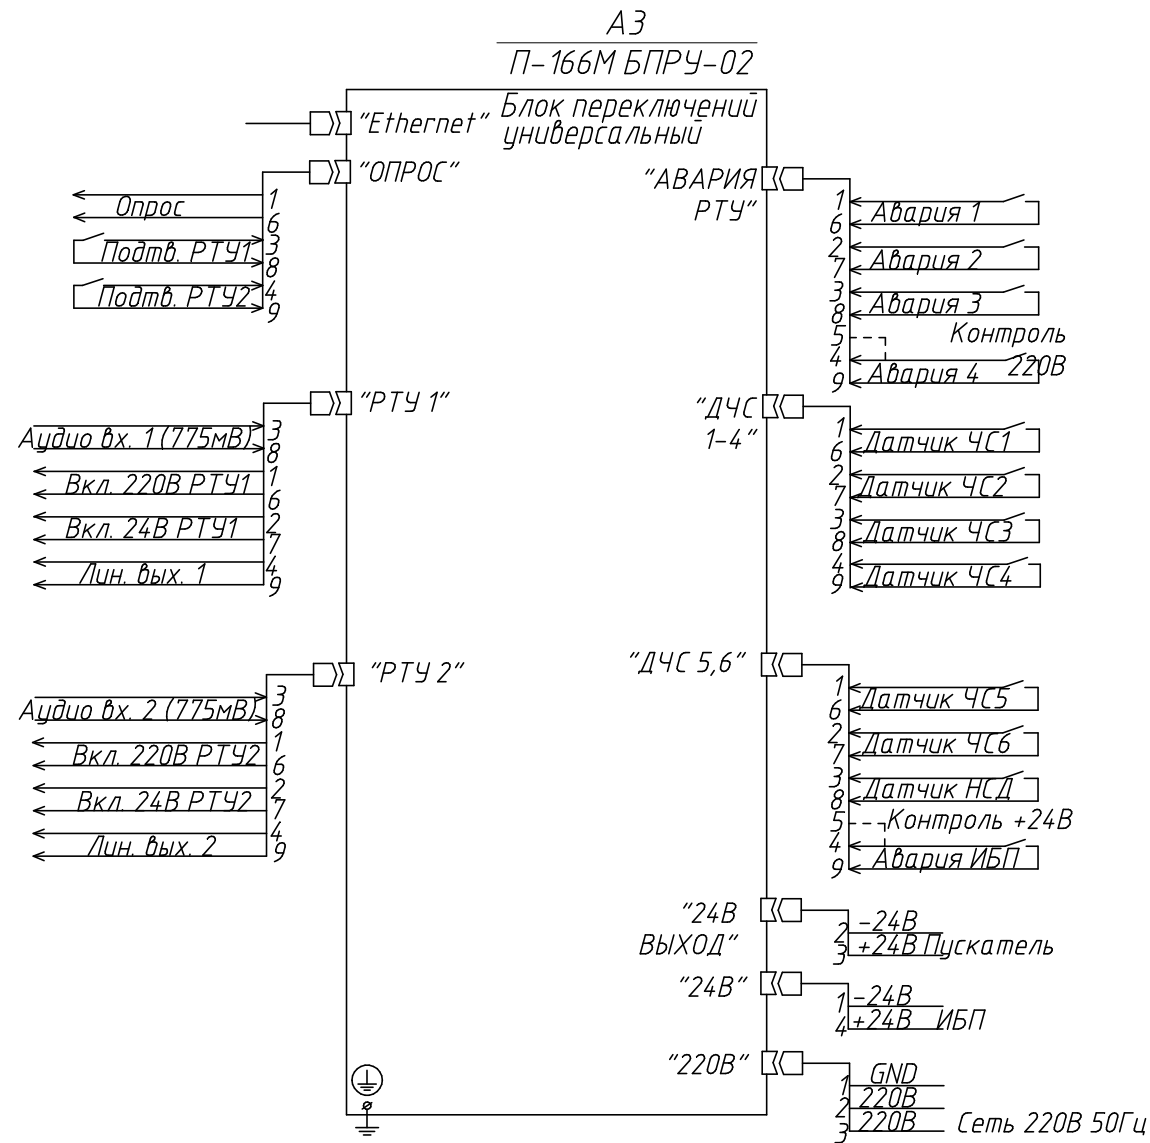 А3
П-166М БПРУ-02
Блок переключений
универсальный
"Ethernet"
"ОПРОС"
1
Опрос
6
3
Подтв. РТУ1
8
4
Подтв. РТУ2
9
"РТУ 1"
3
Аудио вх. 1 (775мВ)
8
1
Вкл. 220В РТУ1
6
2
Вкл. 24В РТУ1
7
4
Лин. вых. 1
9
"РТУ 2"
3
Аудио вх. 2 (775мВ)
8
1
Вкл. 220В РТУ2
6
2
Вкл. 24В РТУ2
7
4
Лин. вых. 2
9
"АВАРИЯ
РТУ"
1
Авария 1
6
2
Авария 2
7
3
Авария 3
8
5
Контроль
220В
4
Авария 4
9
"ДЧС
1-4"
1
Датчик ЧС1
6
2
Датчик ЧС2
7
3
Датчик ЧС3
8
4
Датчик ЧС4
9
"ДЧС 5,6"
1
Датчик ЧС5
6
2
Датчик ЧС6
7
3
Датчик НСД
8
5
Контроль +24В
4
Авария ИБП
9
"24В
ВЫХОД"
2 -24В
3 +24В Пускатель
"24В"
1 -24В
4 +24В ИБП
"220В"
1 GND
2 220В
3 220В Сеть 220В 50Гц